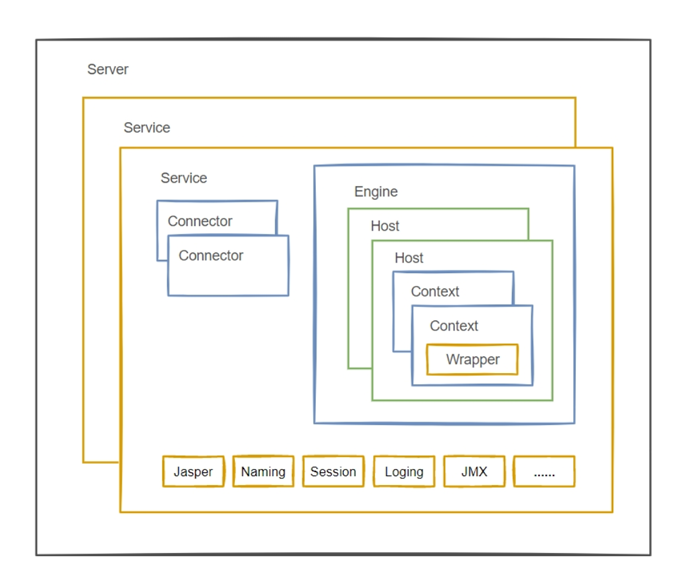 Server
Service
Service
Connector
Connector
Engine
Host
Host
Context
Context
Wrapper
Jasper
Naming
Session
Loging
JMX
......